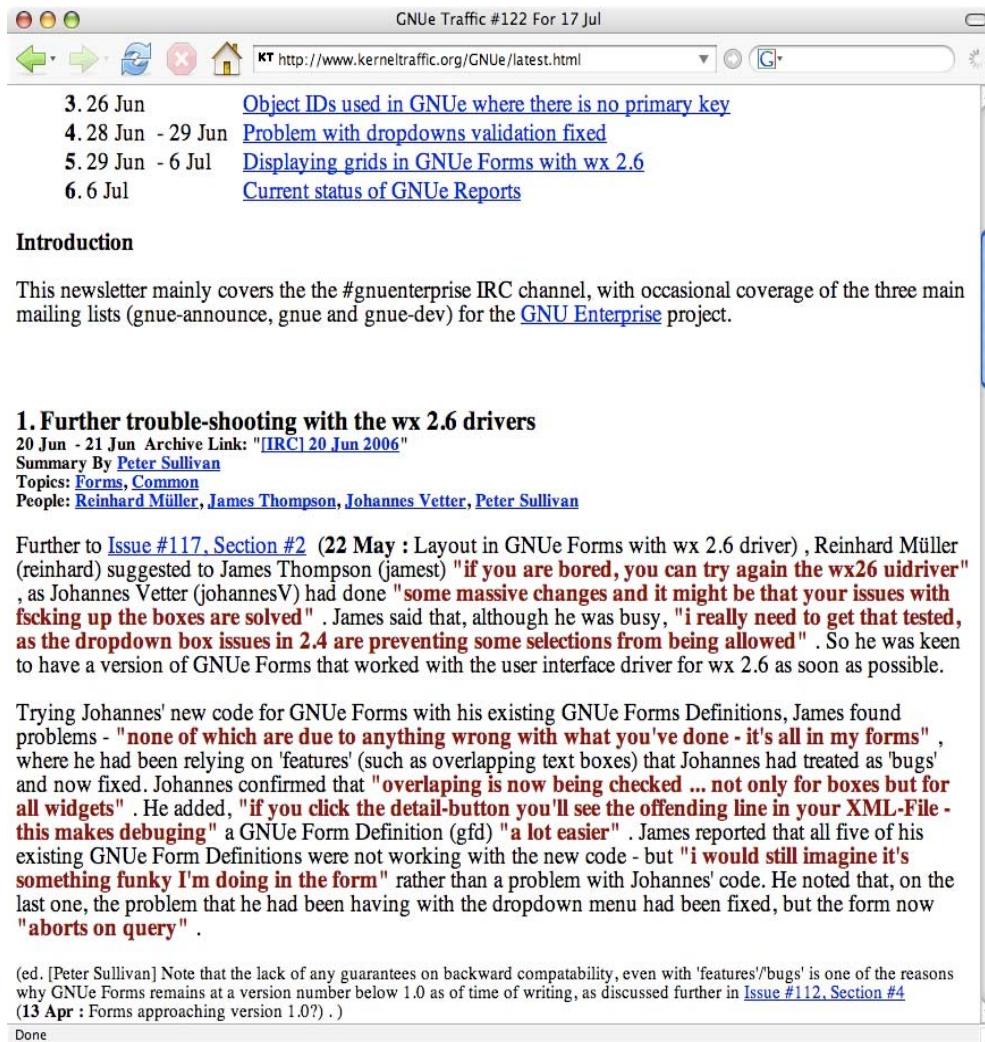 GNUe Traffic #122 For 17 Jul
KT http://www.kerneltraffic.org/GNUe/latest.html
G
3. 26 Jun Object IDs used in GNUe where there is no primary key
4. 28 Jun - 29 Jun Problem with dropdowns validation fixed
5. 29 Jun - 6 Jul Displaying grids in GNUe Forms with wx 2.6
6. 6 Jul Current status of GNUe Reports
Introduction
This newsletter mainly covers the the #gnuenterprise IRC channel, with occasional coverage of the three main
mailing lists (gnue-announce, gnue and gnue-dev) for the GNU Enterprise project.
1. Further trouble-shooting with the wx 2.6 drivers
20 Jun - 21 Jun Archive Link: "[IRC] 20 Jun 2006"
Summary By Peter Sullivan
Topics: Forms, Common
People: Reinhard Müller, James Thompson, Johannes Vetter, Peter Sullivan
Further to Issue #117, Section #2 (22 May : Layout in GNUe Forms with wx 2.6 driver) , Reinhard Müller
(reinhard) suggested to James Thompson (jamest) "if you are bored, you can try again the wx26 uidriver"
, as Johannes Vetter (johannesV) had done "some massive changes and it might be that your issues with
fscking up the boxes are solved" . James said that, although he was busy, "i really need to get that tested,
as the dropdown box issues in 2.4 are preventing some selections from being allowed" . So he was keen
to have a version of GNUe Forms that worked with the user interface driver for wx 2.6 as soon as possible.
Trying Johannes' new code for GNUe Forms with his existing GNUe Forms Definitions, James found
problems - "none of which are due to anything wrong with what you've done - it's all in my forms" ,
where he had been relying on 'features' (such as overlapping text boxes) that Johannes had treated as 'bugs'
and now fixed. Johannes confirmed that "overlaping is now being checked ... not only for boxes but for
all widgets" . He added, "if you click the detail-button you'll see the offending line in your XML-File -
this makes debuging" a GNUe Form Definition (gfd) "a lot easier" . James reported that all five of his
existing GNUe Form Definitions were not working with the new code - but "i would still imagine it's
something funky I'm doing in the form" rather than a problem with Johannes' code. He noted that, on the
last one, the problem that he had been having with the dropdown menu had been fixed, but the form now
"aborts on query" .
(ed. [Peter Sullivan] Note that the lack of any guarantees on backward compatability, even with 'features'/'bugs' is one of the reasons
why GNUe Forms remains at a version number below 1.0 as of time of writing, as discussed further in Issue #112, Section #4
(13 Apr : Forms approaching version 1.0?) . )
Done